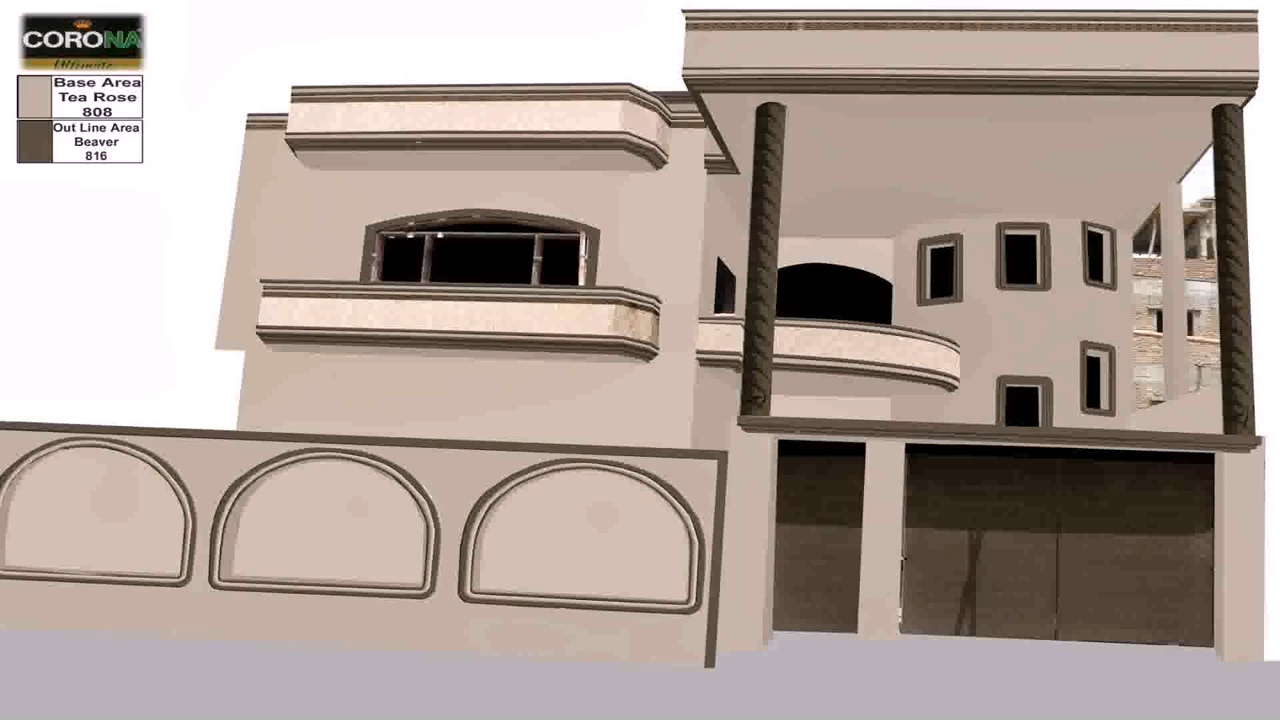 CORONA
Ultimate
Base Area
Tea Rose
808
Out Line Area
Beaver
816